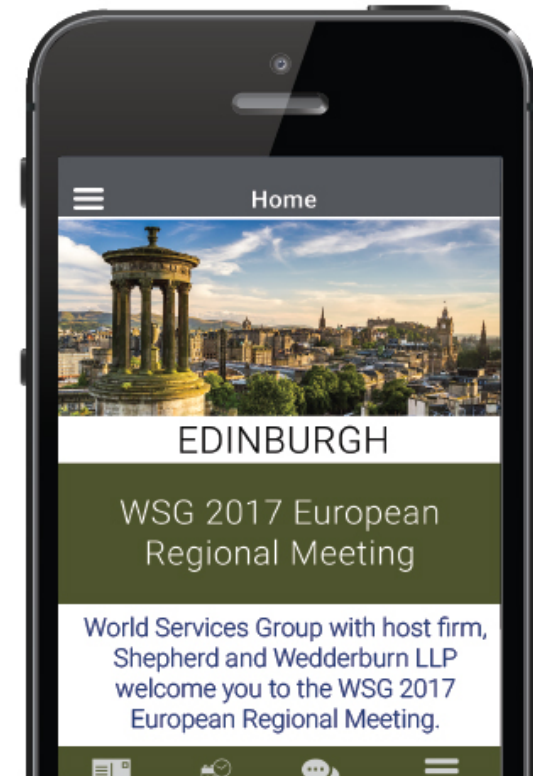 Home
EDINBURGH
WSG 2017 European
Regional Meeting
World Services Group with host firm,
Shepherd and Wedderburn LLP
welcome you to the WSG 2017
European Regional Meeting.